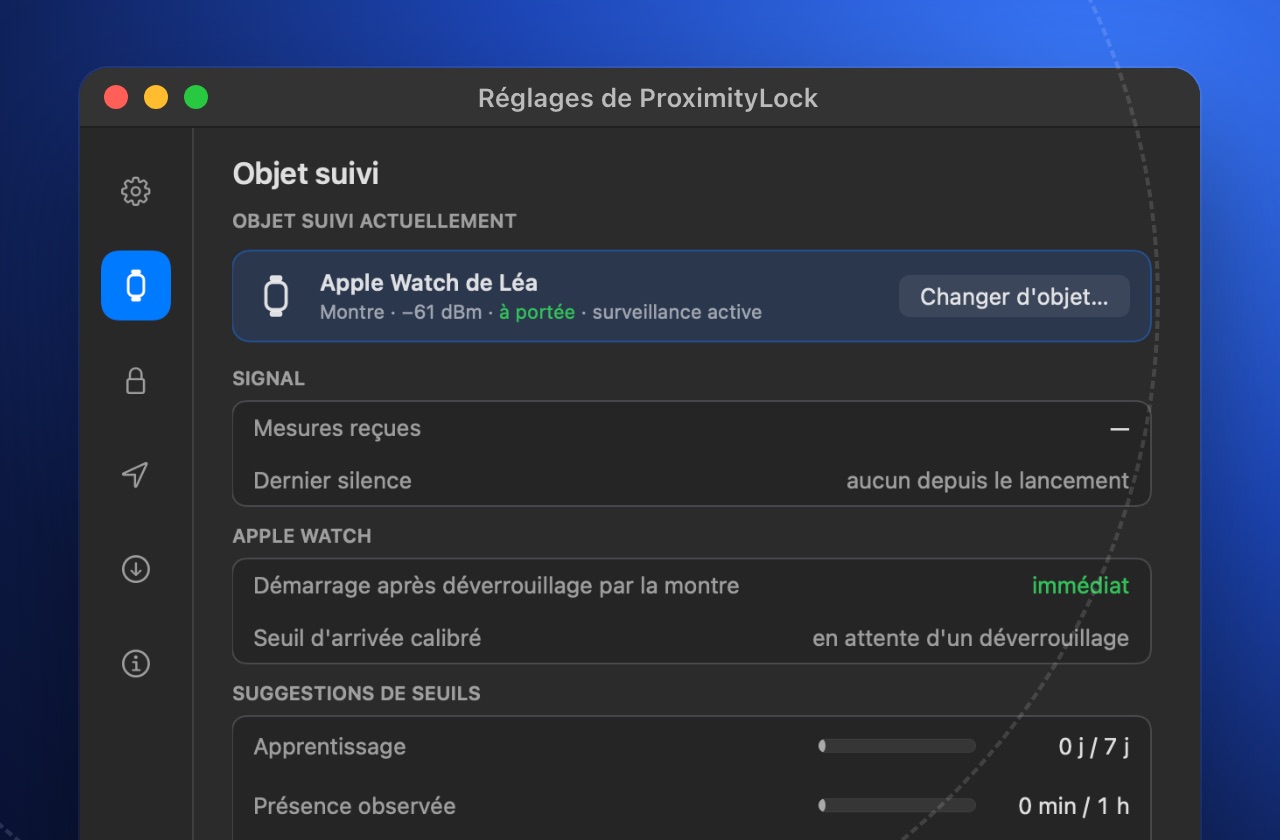 Réglages de ProximityLock
Objet suivi
OBJET SUIVI ACTUELLEMENT
Apple Watch de Léa
Montre · −61 dBm · à portée · surveillance active
Changer d'objet...
SIGNAL
Mesures reçues —
Dernier silence aucun depuis le lancement
APPLE WATCH
Démarrage après déverrouillage par la montre immédiat
Seuil d'arrivée calibré en attente d'un déverrouillage
SUGGESTIONS DE SEUILS
Apprentissage 0 j / 7 j
Présence observée 0 min / 1 h